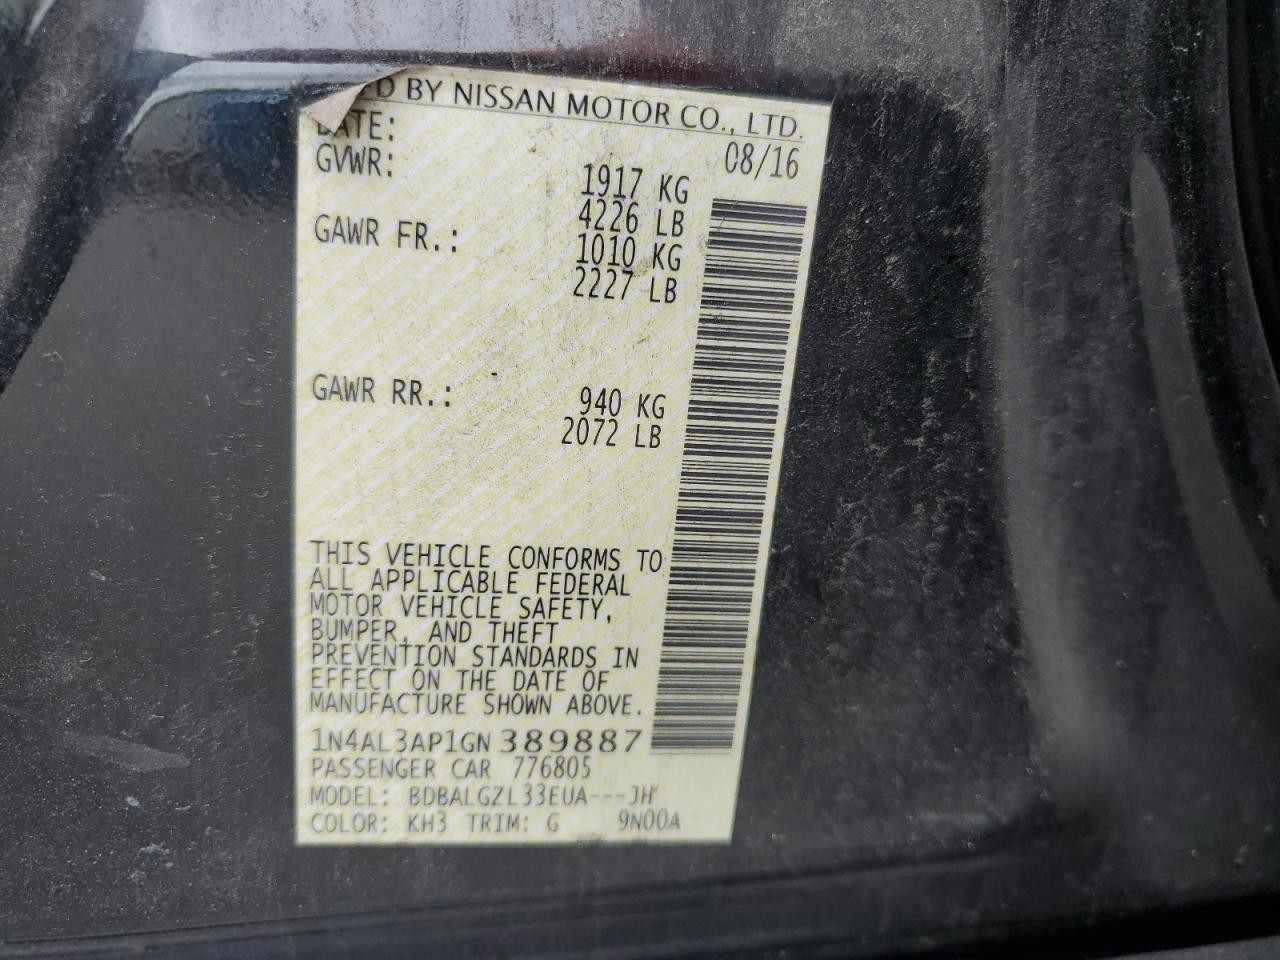 BY NISSAN MOTOR CO., LTD.
DATE: 08/16
GVWR: 1917 KG
4226 LB
GAWR FR.: 1010 KG
2227 LB
GAWR RR.: 940 KG
2072 LB
THIS VEHICLE CONFORMS TO
ALL APPLICABLE FEDERAL
MOTOR VEHICLE SAFETY,
BUMPER, AND THEFT
PREVENTION STANDARDS IN
EFFECT ON THE DATE OF
MANUFACTURE SHOWN ABOVE.
1N4AL3AP1GN389887
PASSENGER CAR 776805
MODEL: BDBALGZL33EUA---JH
COLOR: KH3 TRIM: G 9N00A